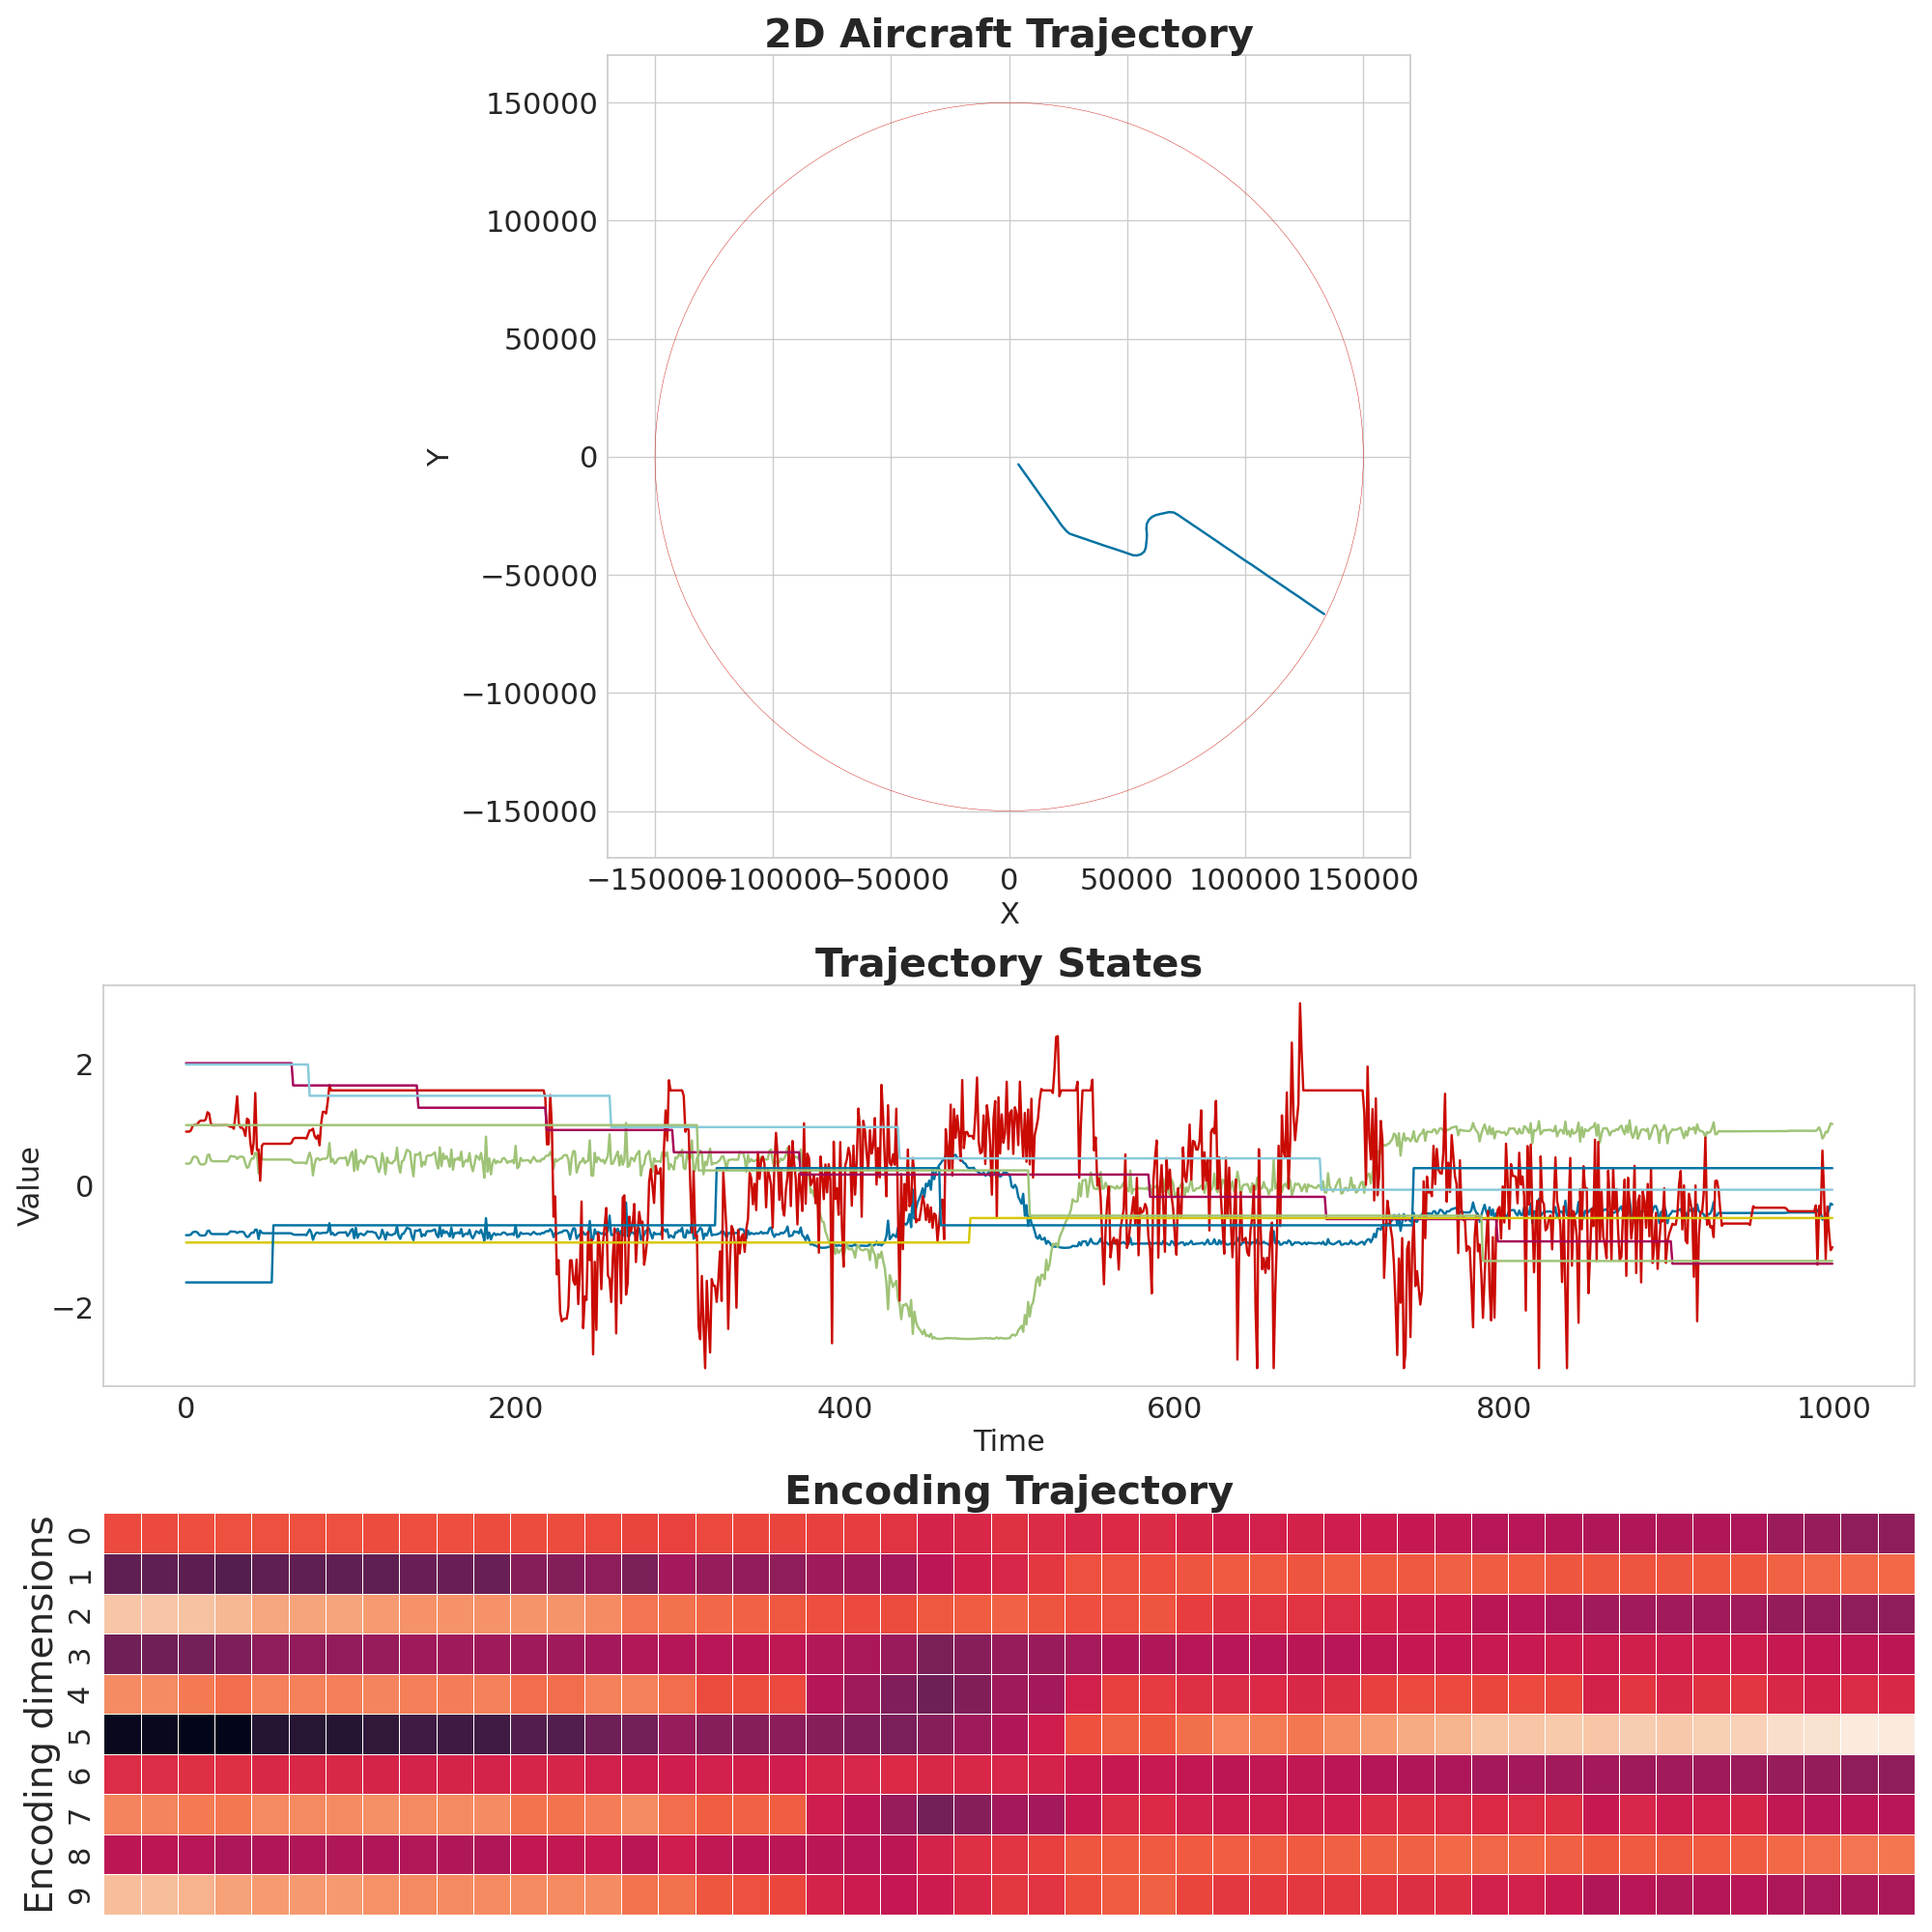 2D Aircraft Trajectory
150000
100000
50000
0
−50000
−100000
−150000
Y
−150000 −100000 −50000 0 50000 100000 150000
X
Trajectory States
2
0
−2
Value
0 200 400 600 800 1000
Time
Encoding Trajectory
0
1
2
3
4
5
6
7
8
9
Encoding dimensions